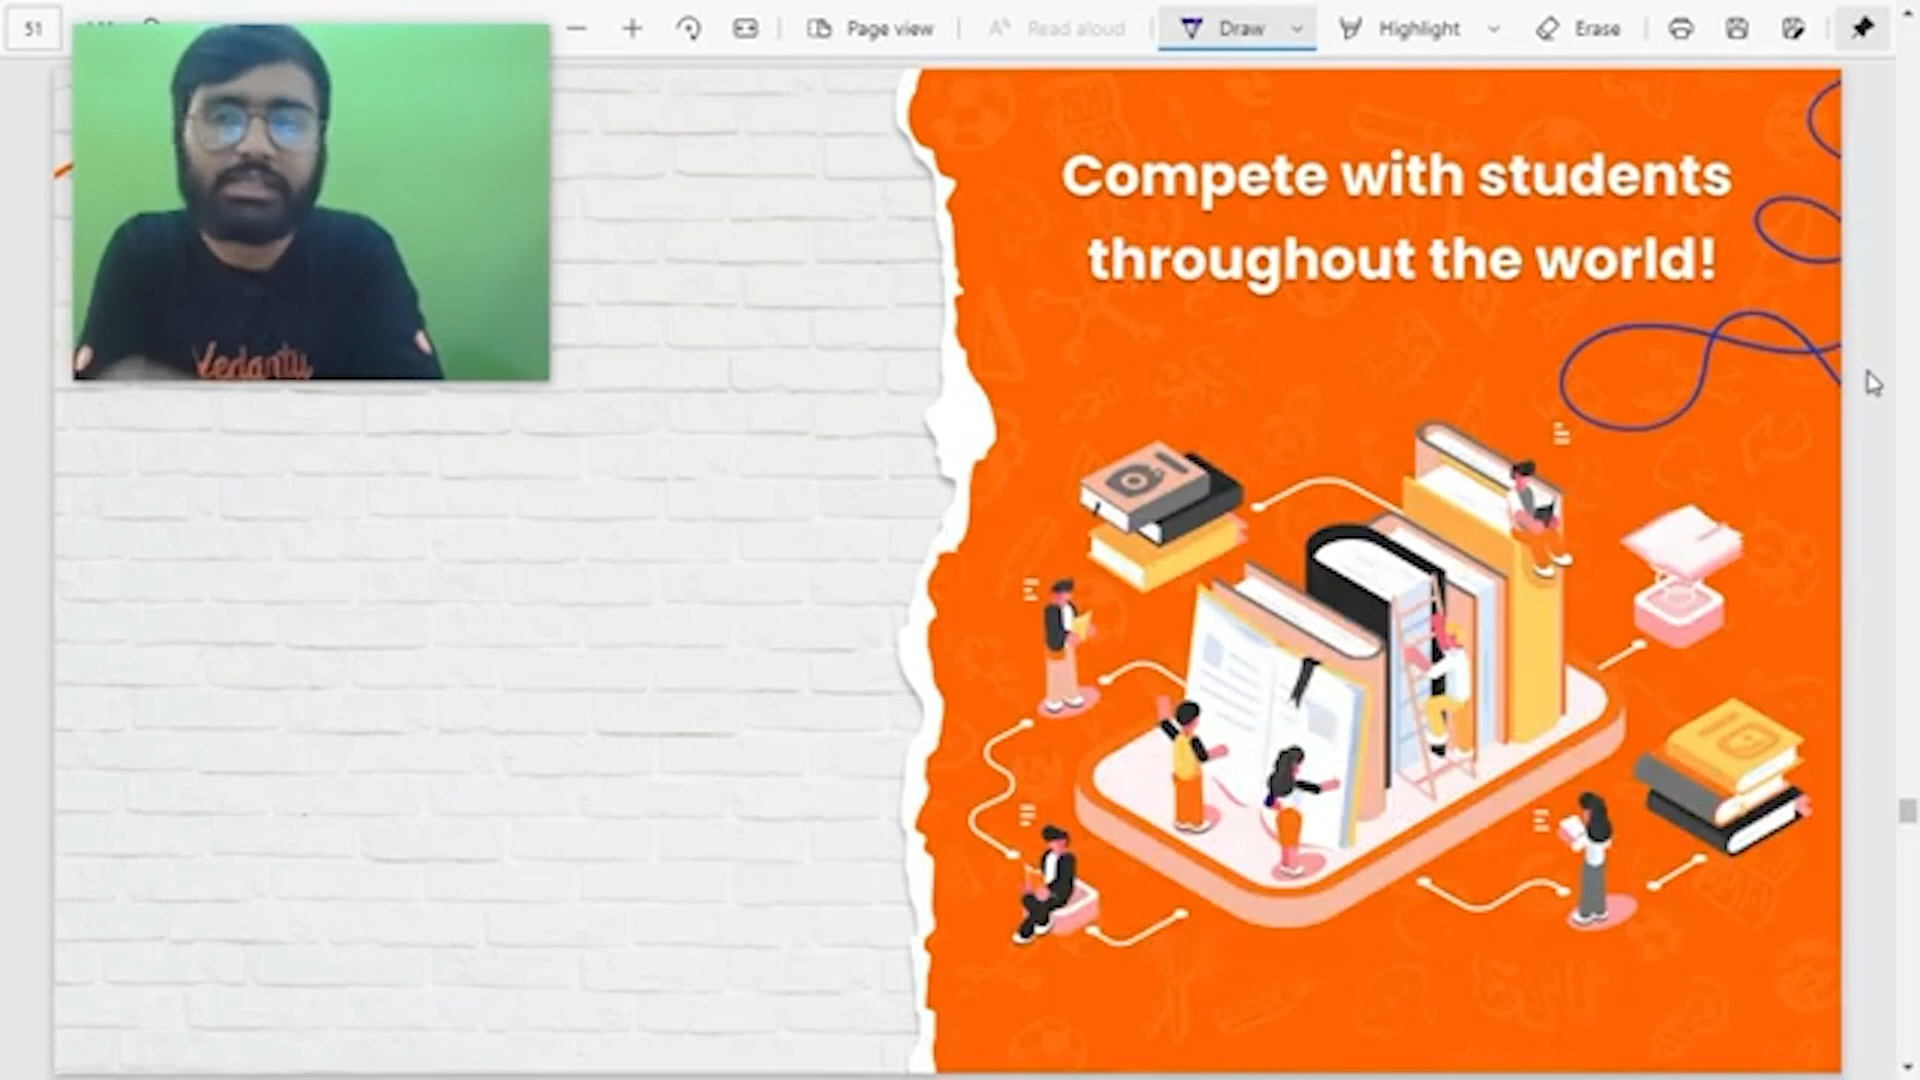 51
Page view
Read aloud
Draw
Highlight
Erase
Vedantu
Compete with students
throughout the world!